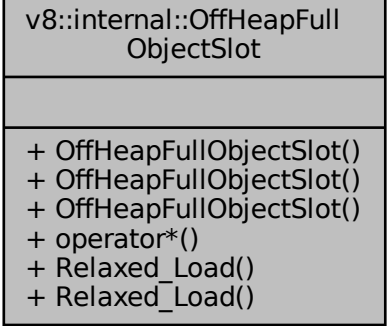 v8::internal::OffHeapFull
ObjectSlot
+ OffHeapFullObjectSlot()
+ OffHeapFullObjectSlot()
+ OffHeapFullObjectSlot()
+ operator*()
+ Relaxed_Load()
+ Relaxed_Load()